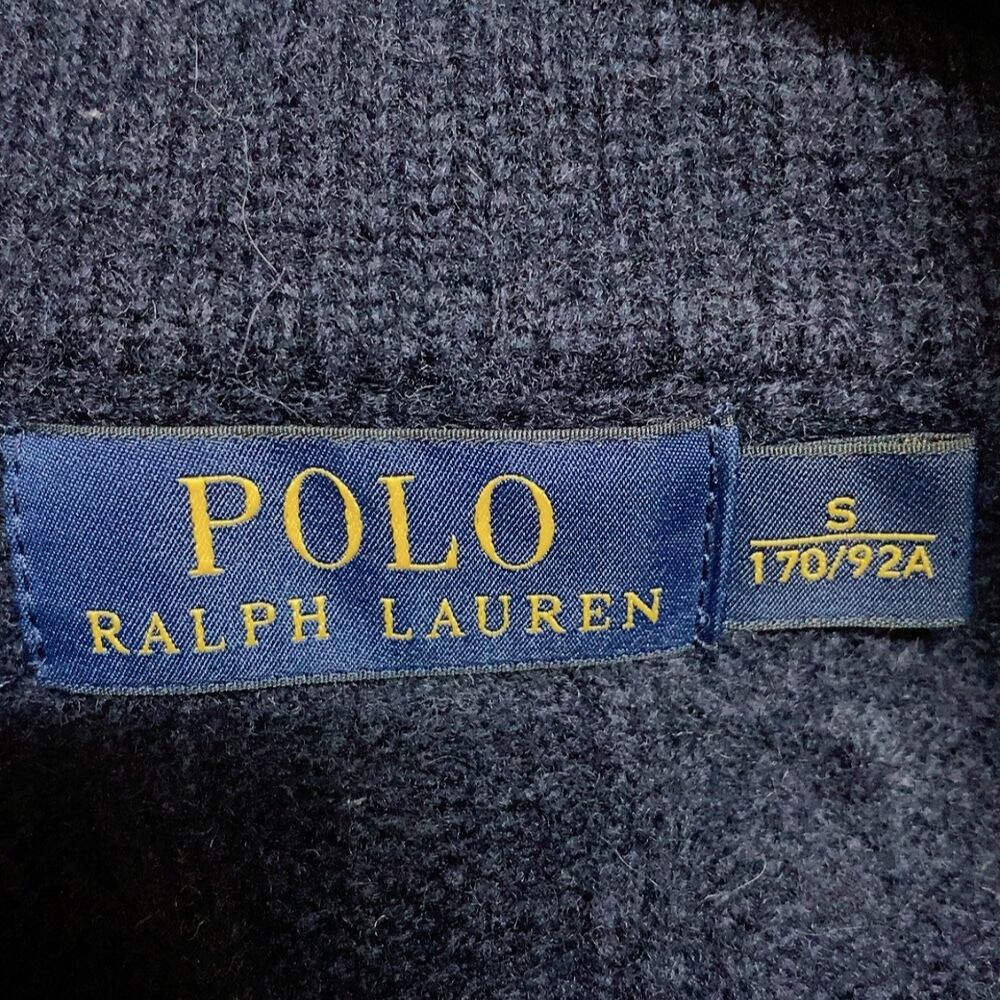 POLO
RALPH LAUREN
S
170/92A